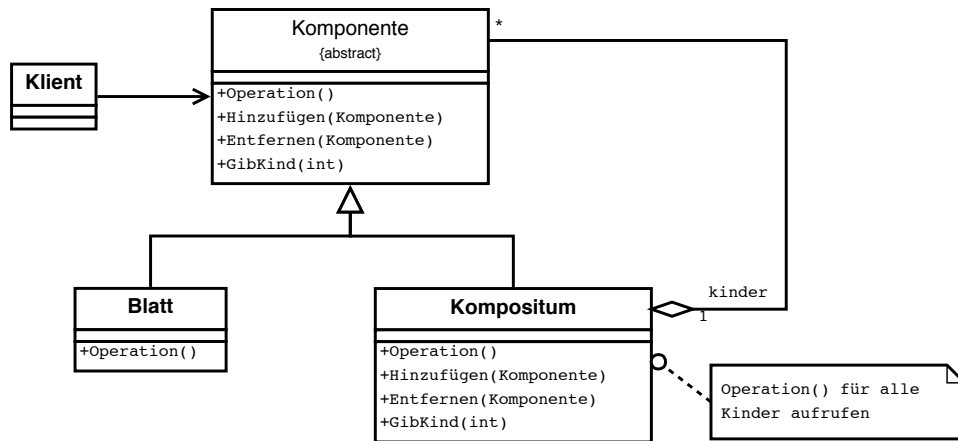 Komponente
{abstract}
*
Klient
+Operation()
+Hinzufügen(Komponente)
+Entfernen(Komponente)
+GibKind(int)
Blatt
+Operation()
Kompositum
+Operation()
+Hinzufügen(Komponente)
+Entfernen(Komponente)
+GibKind(int)
kinder
1
Operation() für alle
Kinder aufrufen